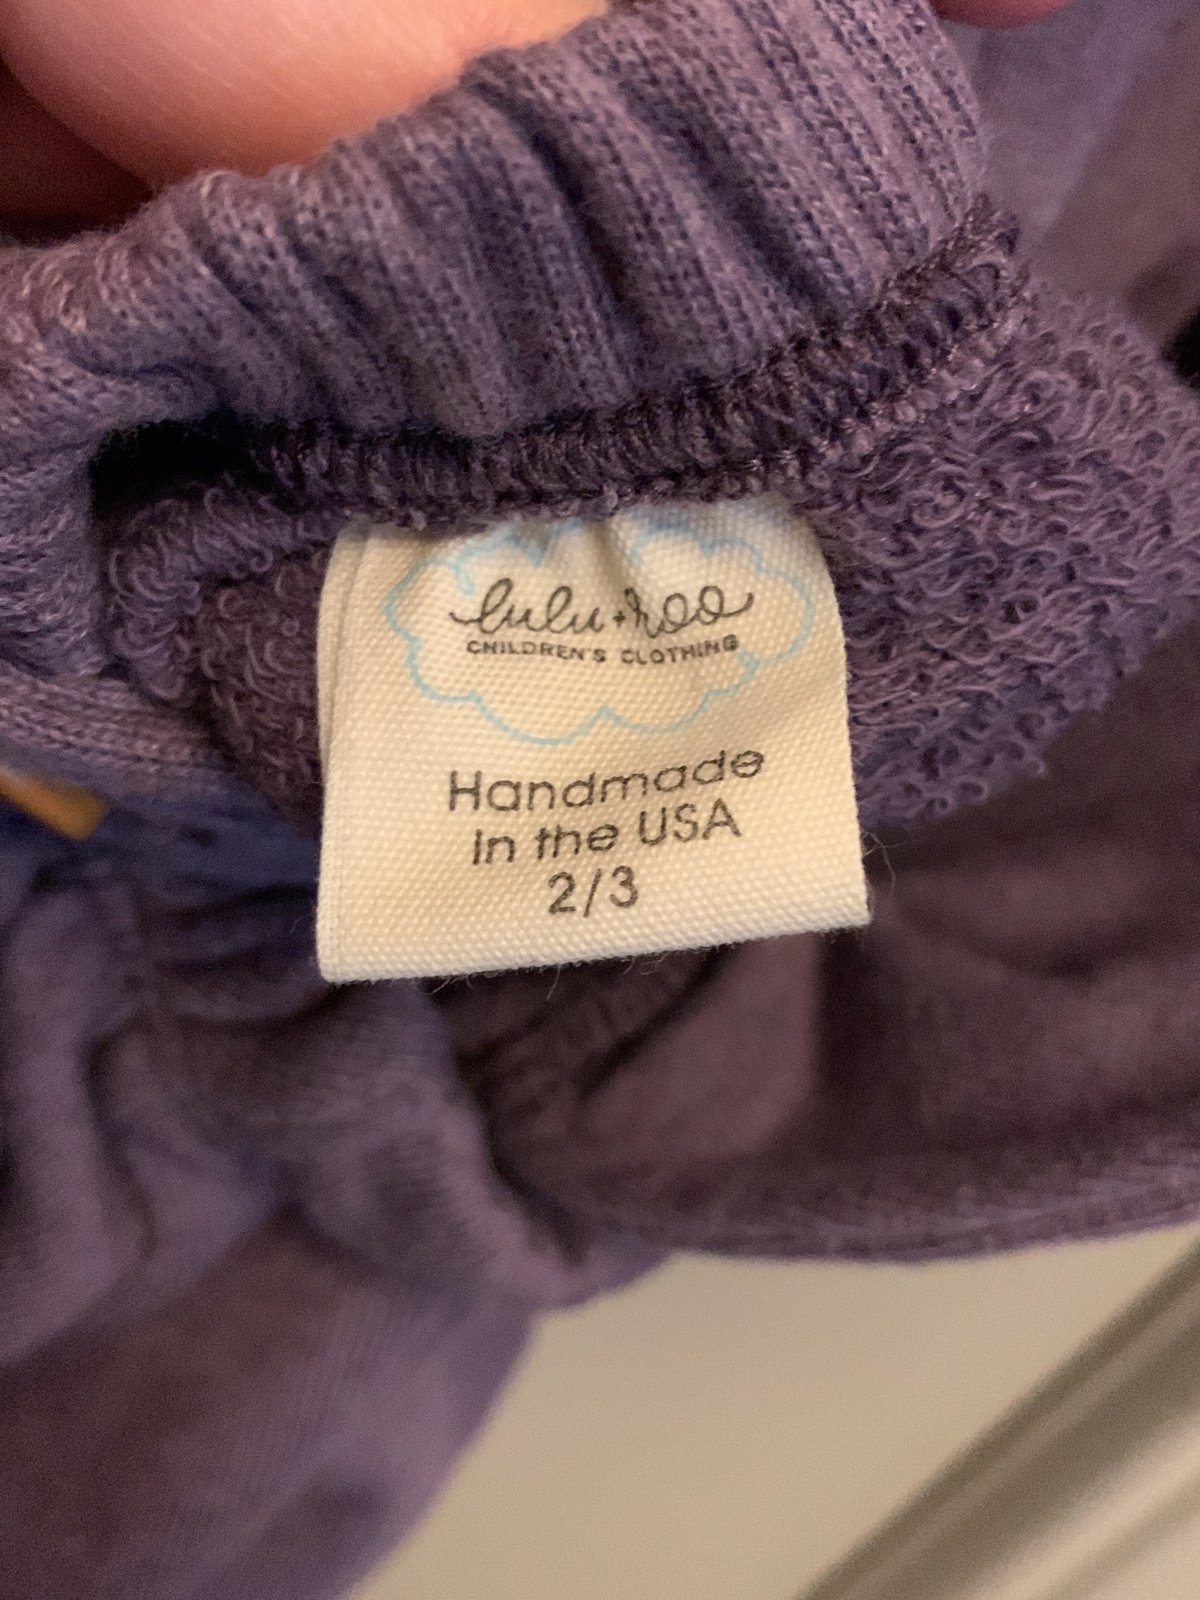 lulu + roo
CHILDREN'S CLOTHING
Handmade
In the USA
2/3